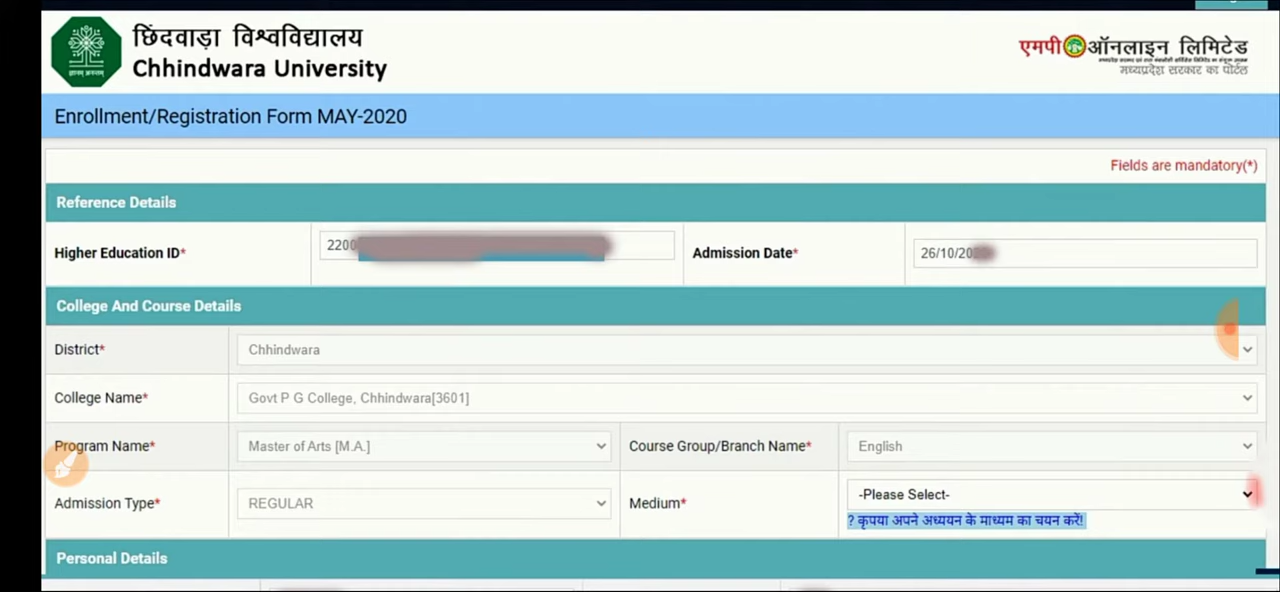 छिंदवाड़ा विश्वविद्यालय
Chhindwara University
एमपी ऑनलाइन लिमिटेड
मध्यप्रदेश सरकार का पोर्टल
Enrollment/Registration Form MAY-2020
Fields are mandatory(*)
Reference Details
Higher Education ID* 2200 Admission Date* 26/10/20
College And Course Details
District* Chhindwara
College Name* Govt P G College, Chhindwara[3601]
Program Name* Master of Arts [M.A.] Course Group/Branch Name* English
Admission Type* REGULAR Medium* -Please Select-
? कृपया अपने अध्ययन के माध्यम का चयन करें!
Personal Details